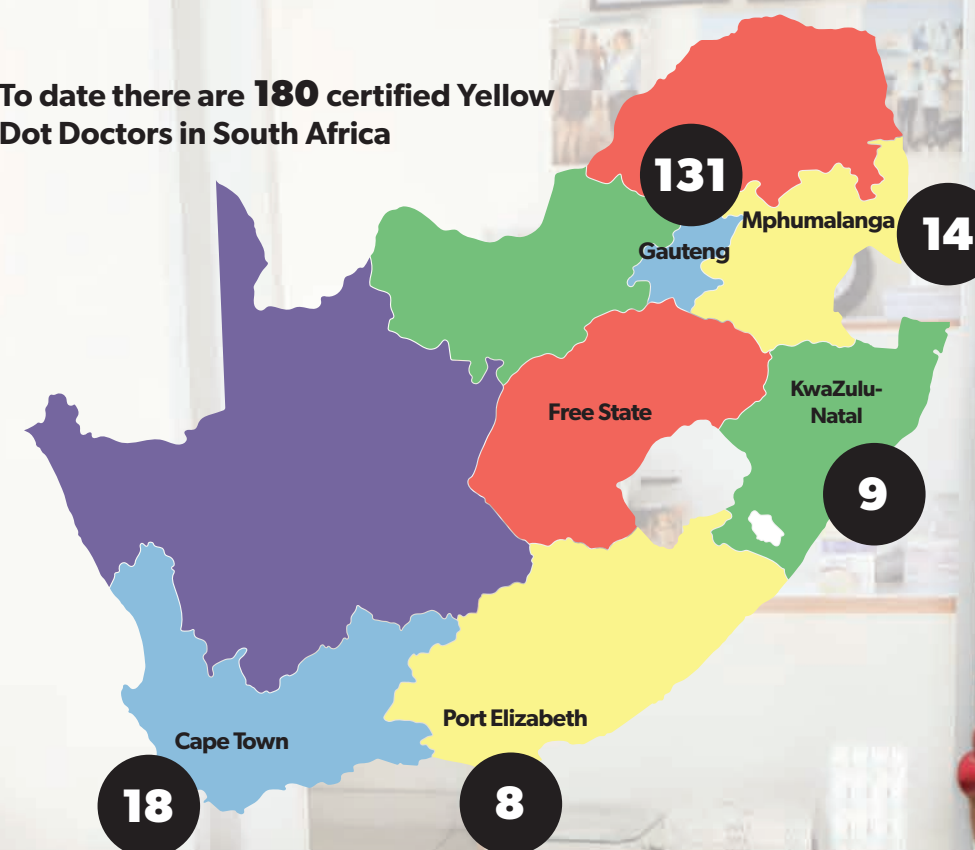 To date there are 180 certified Yellow
Dot Doctors in South Africa
131
Mphumalanga
14
Gauteng
KwaZulu-
Natal
Free State
9
Port Elizabeth
Cape Town
18
8